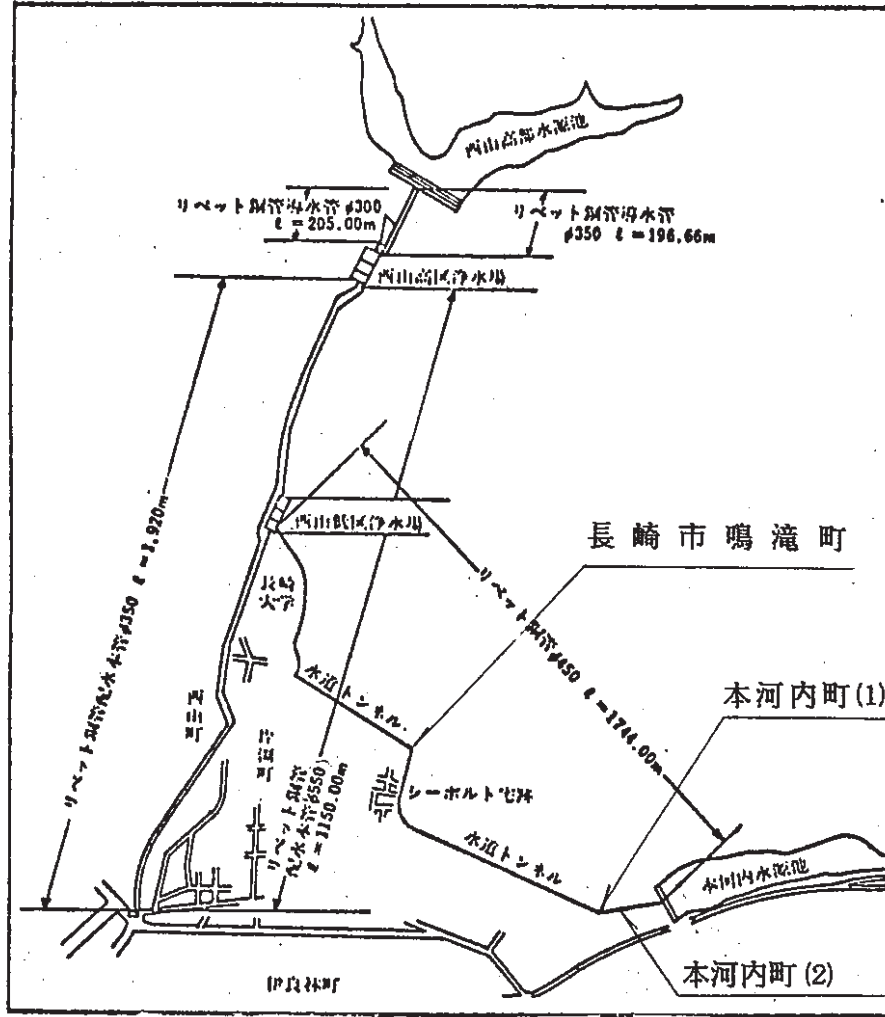 西山高部水源池
リベット鋼管導水管 φ300
ℓ = 205.00m
リベット鋼管導水管
φ350 ℓ = 196.66m
西山高区浄水場
リベット鋼管配水本管φ350 ℓ = 1,920m
西山低区浄水場
長崎市鳴滝町
長崎
大学
リベット鋼管φ450 ℓ = 1744.00m
水道トンネル
本河内町(1)
西山町
リベット鋼管
配水本管(φ550)
ℓ = 1150.00m
シーボルト宅跡
水道トンネル
本河内水源池
本河内町(2)
伊良林町